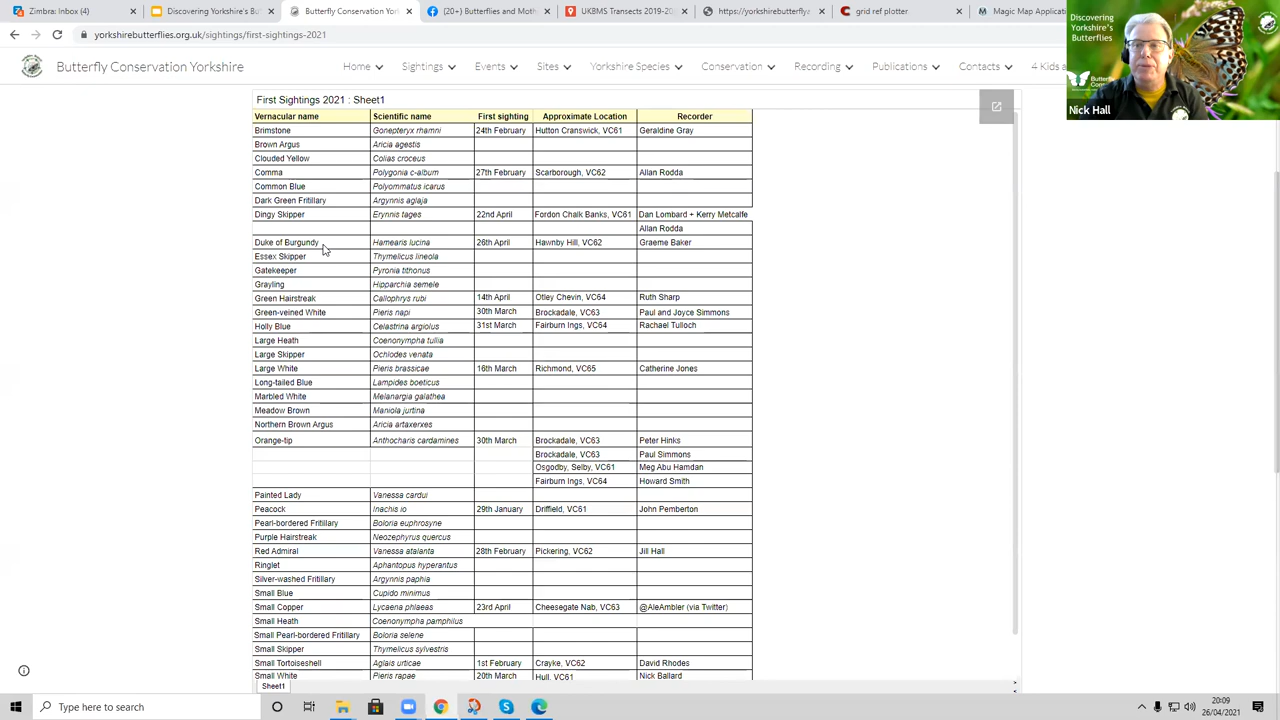 Zimbra: Inbox (4)
Discovering Yorkshire's But
Butterfly Conservation York
(20+) Butterflies and Moth
UKBMS Transects 2019-20
https://yorkshirebutterflya
grid ref plotter
Magic Map Applicatio
yorkshirebutterflies.org.uk/sightings/first-sightings-2021
Butterfly Conservation Yorkshire
Home Sightings Events Sites Yorkshire Species Conservation Recording Publications Contacts 4 Kids
Discovering
Yorkshire's
Butterflies
Nick Hall
First Sightings 2021 : Sheet1
Vernacular name Scientific name First sighting Approximate Location Recorder
Brimstone Gonepteryx rhamni 24th February Hutton Cranswick, VC61 Geraldine Gray
Brown Argus Aricia agestis
Clouded Yellow Colias croceus
Comma Polygonia c-album 27th February Scarborough, VC62 Allan Rodda
Common Blue Polyommatus icarus
Dark Green Fritillary Argynnis aglaja
Dingy Skipper Erynnis tages 22nd April Fordon Chalk Banks, VC61 Dan Lombard + Kerry Metcalfe
Allan Rodda
Duke of Burgundy Hamearis lucina 26th April Hawnby Hill, VC62 Graeme Baker
Essex Skipper Thymelicus lineola
Gatekeeper Pyronia tithonus
Grayling Hipparchia semele
Green Hairstreak Callophrys rubi 14th April Otley Chevin, VC64 Ruth Sharp
Green-veined White Pieris napi 30th March Brockadale, VC63 Paul and Joyce Simmons
Holly Blue Celastrina argiolus 31st March Fairburn Ings, VC64 Rachael Tulloch
Large Heath Coenonympha tullia
Large Skipper Ochlodes venata
Large White Pieris brassicae 16th March Richmond, VC65 Catherine Jones
Long-tailed Blue Lampides boeticus
Marbled White Melanargia galathea
Meadow Brown Maniola jurtina
Northern Brown Argus Aricia artaxerxes
Orange-tip Anthocharis cardamines 30th March Brockadale, VC63 Peter Hinks
Brockadale, VC63 Paul Simmons
Osgodby, Selby, VC61 Meg Abu Hamdan
Fairburn Ings, VC64 Howard Smith
Painted Lady Vanessa cardui
Peacock Inachis io 29th January Driffield, VC61 John Pemberton
Pearl-bordered Fritillary Boloria euphrosyne
Purple Hairstreak Neozephyrus quercus
Red Admiral Vanessa atalanta 28th February Pickering, VC62 Jill Hall
Ringlet Aphantopus hyperantus
Silver-washed Fritillary Argynnis paphia
Small Blue Cupido minimus
Small Copper Lycaena phlaeas 23rd April Cheesegate Nab, VC63 @AleAmbler (via Twitter)
Small Heath Coenonympha pamphilus
Small Pearl-bordered Fritillary Boloria selene
Small Skipper Thymelicus sylvestris
Small Tortoiseshell Aglais urticae 1st February Crayke, VC62 David Rhodes
Small White Pieris rapae 20th March Hull, VC61 Nick Ballard
Sheet1
Type here to search
20:09
26/04/2021